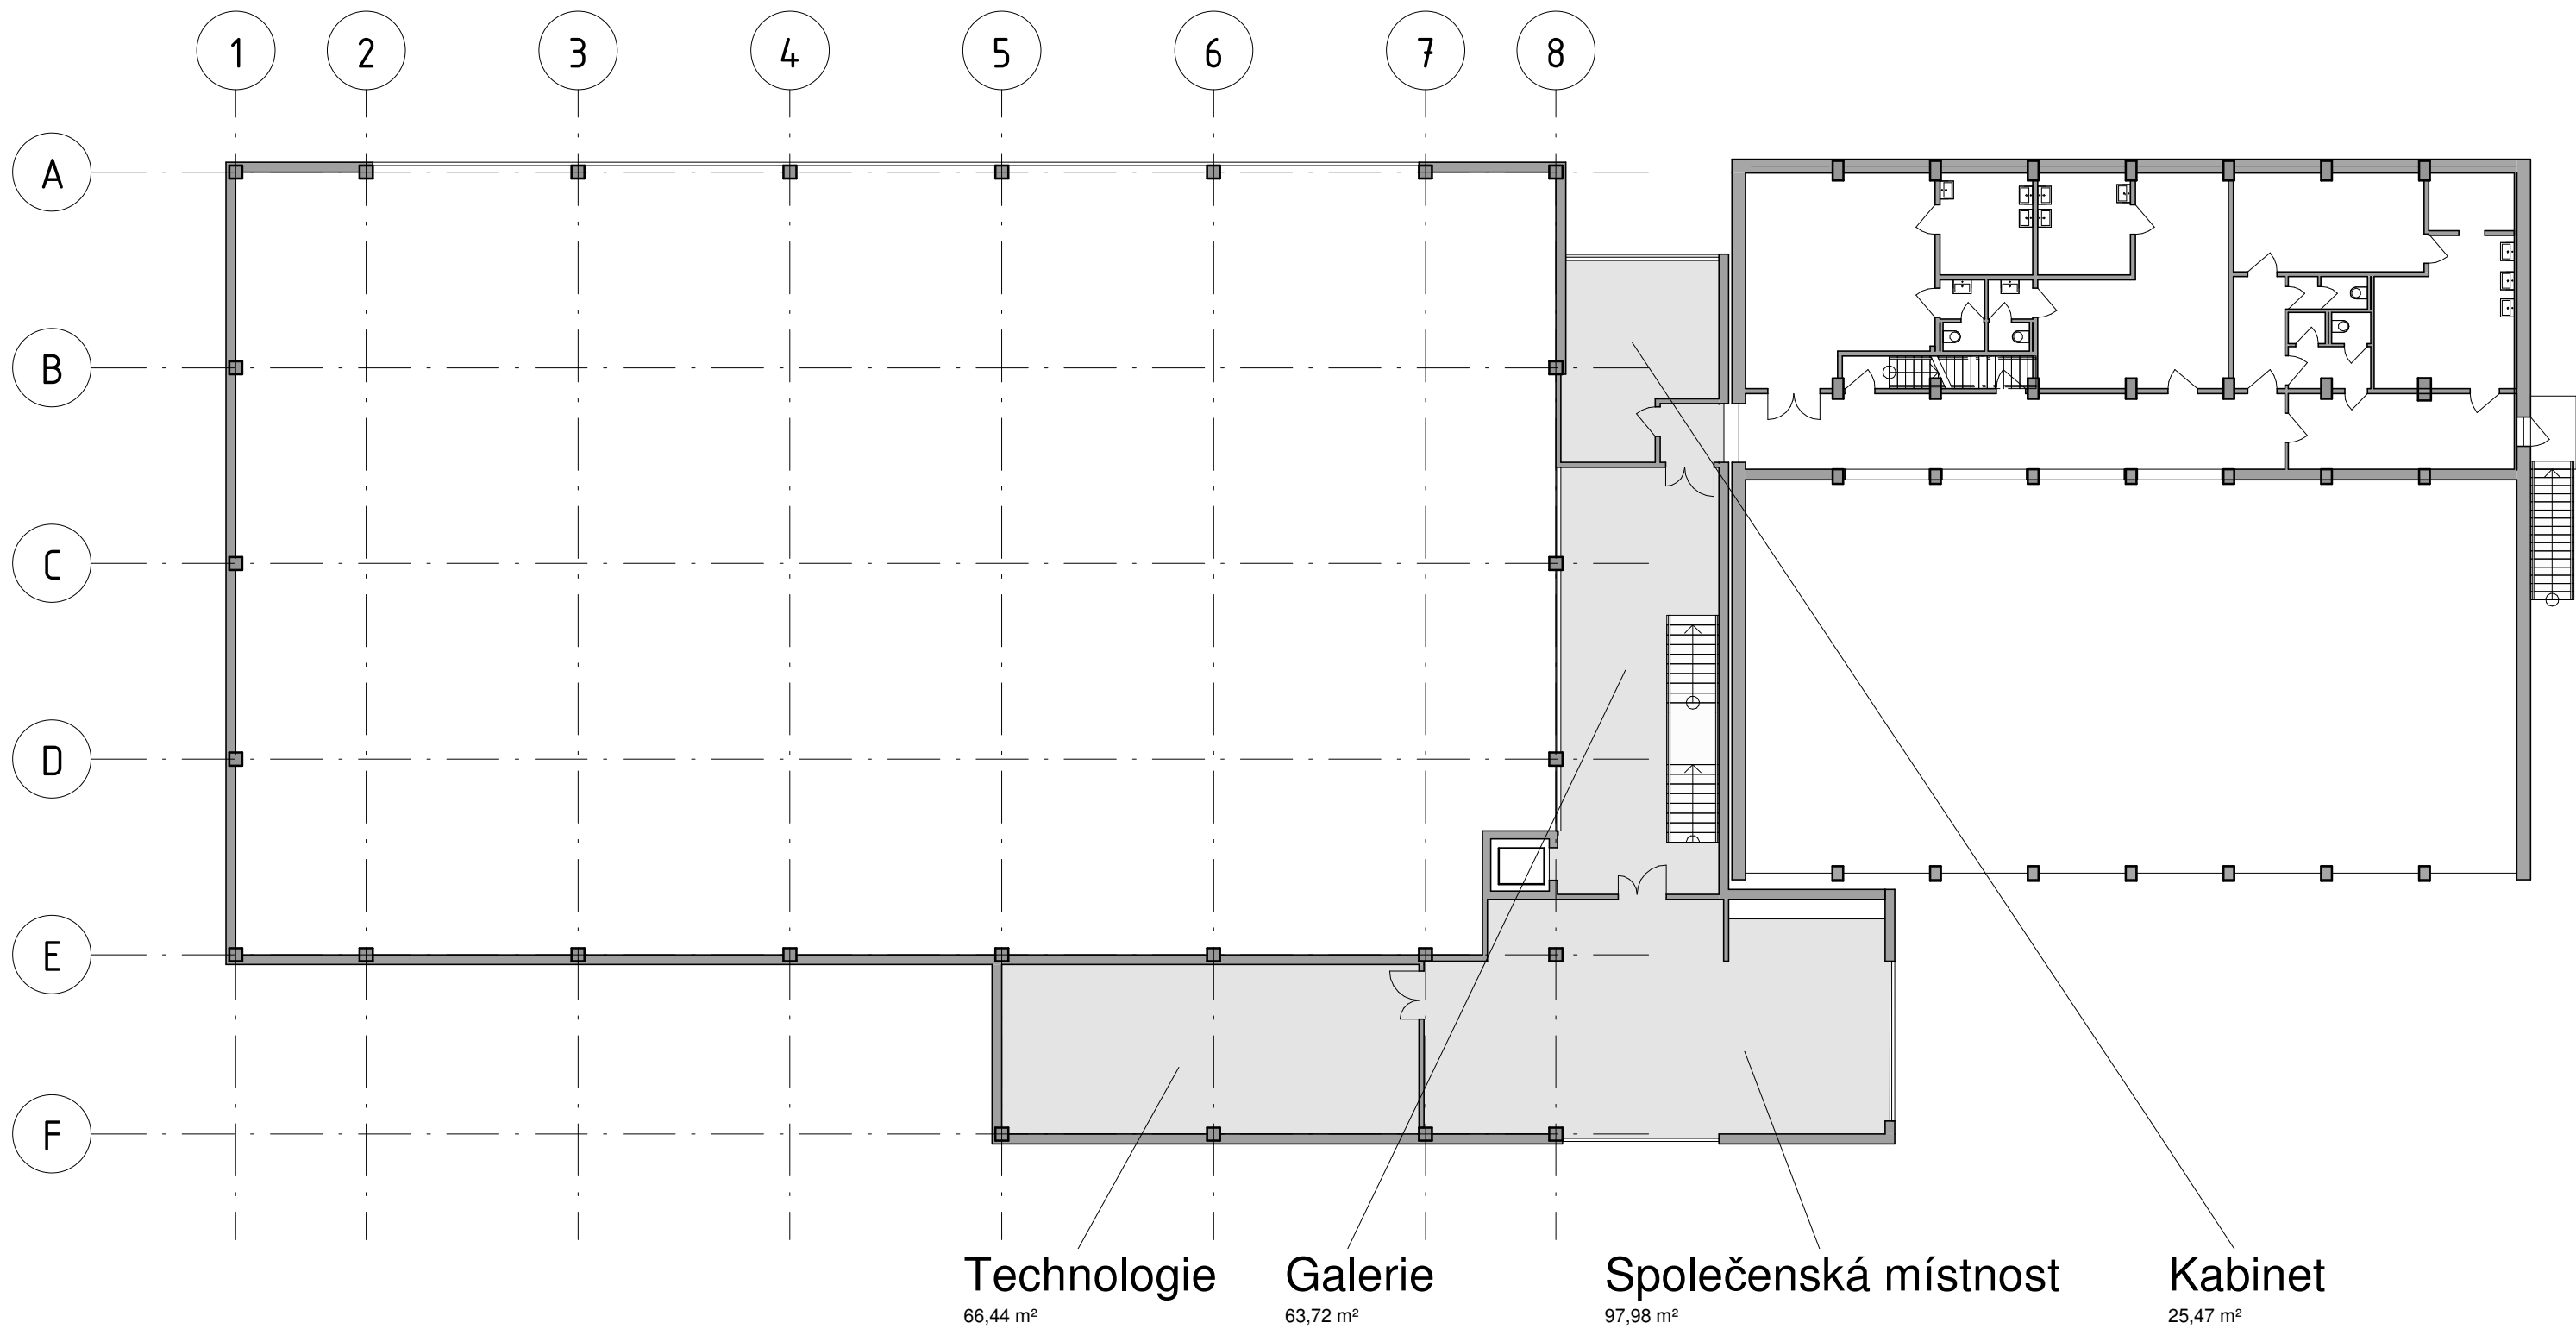 1 2 3 4 5 6 7 8
A
B
C
D
E
F
Technologie Galerie Společenská místnost Kabinet
66,44 m² 63,72 m² 97,98 m² 25,47 m²